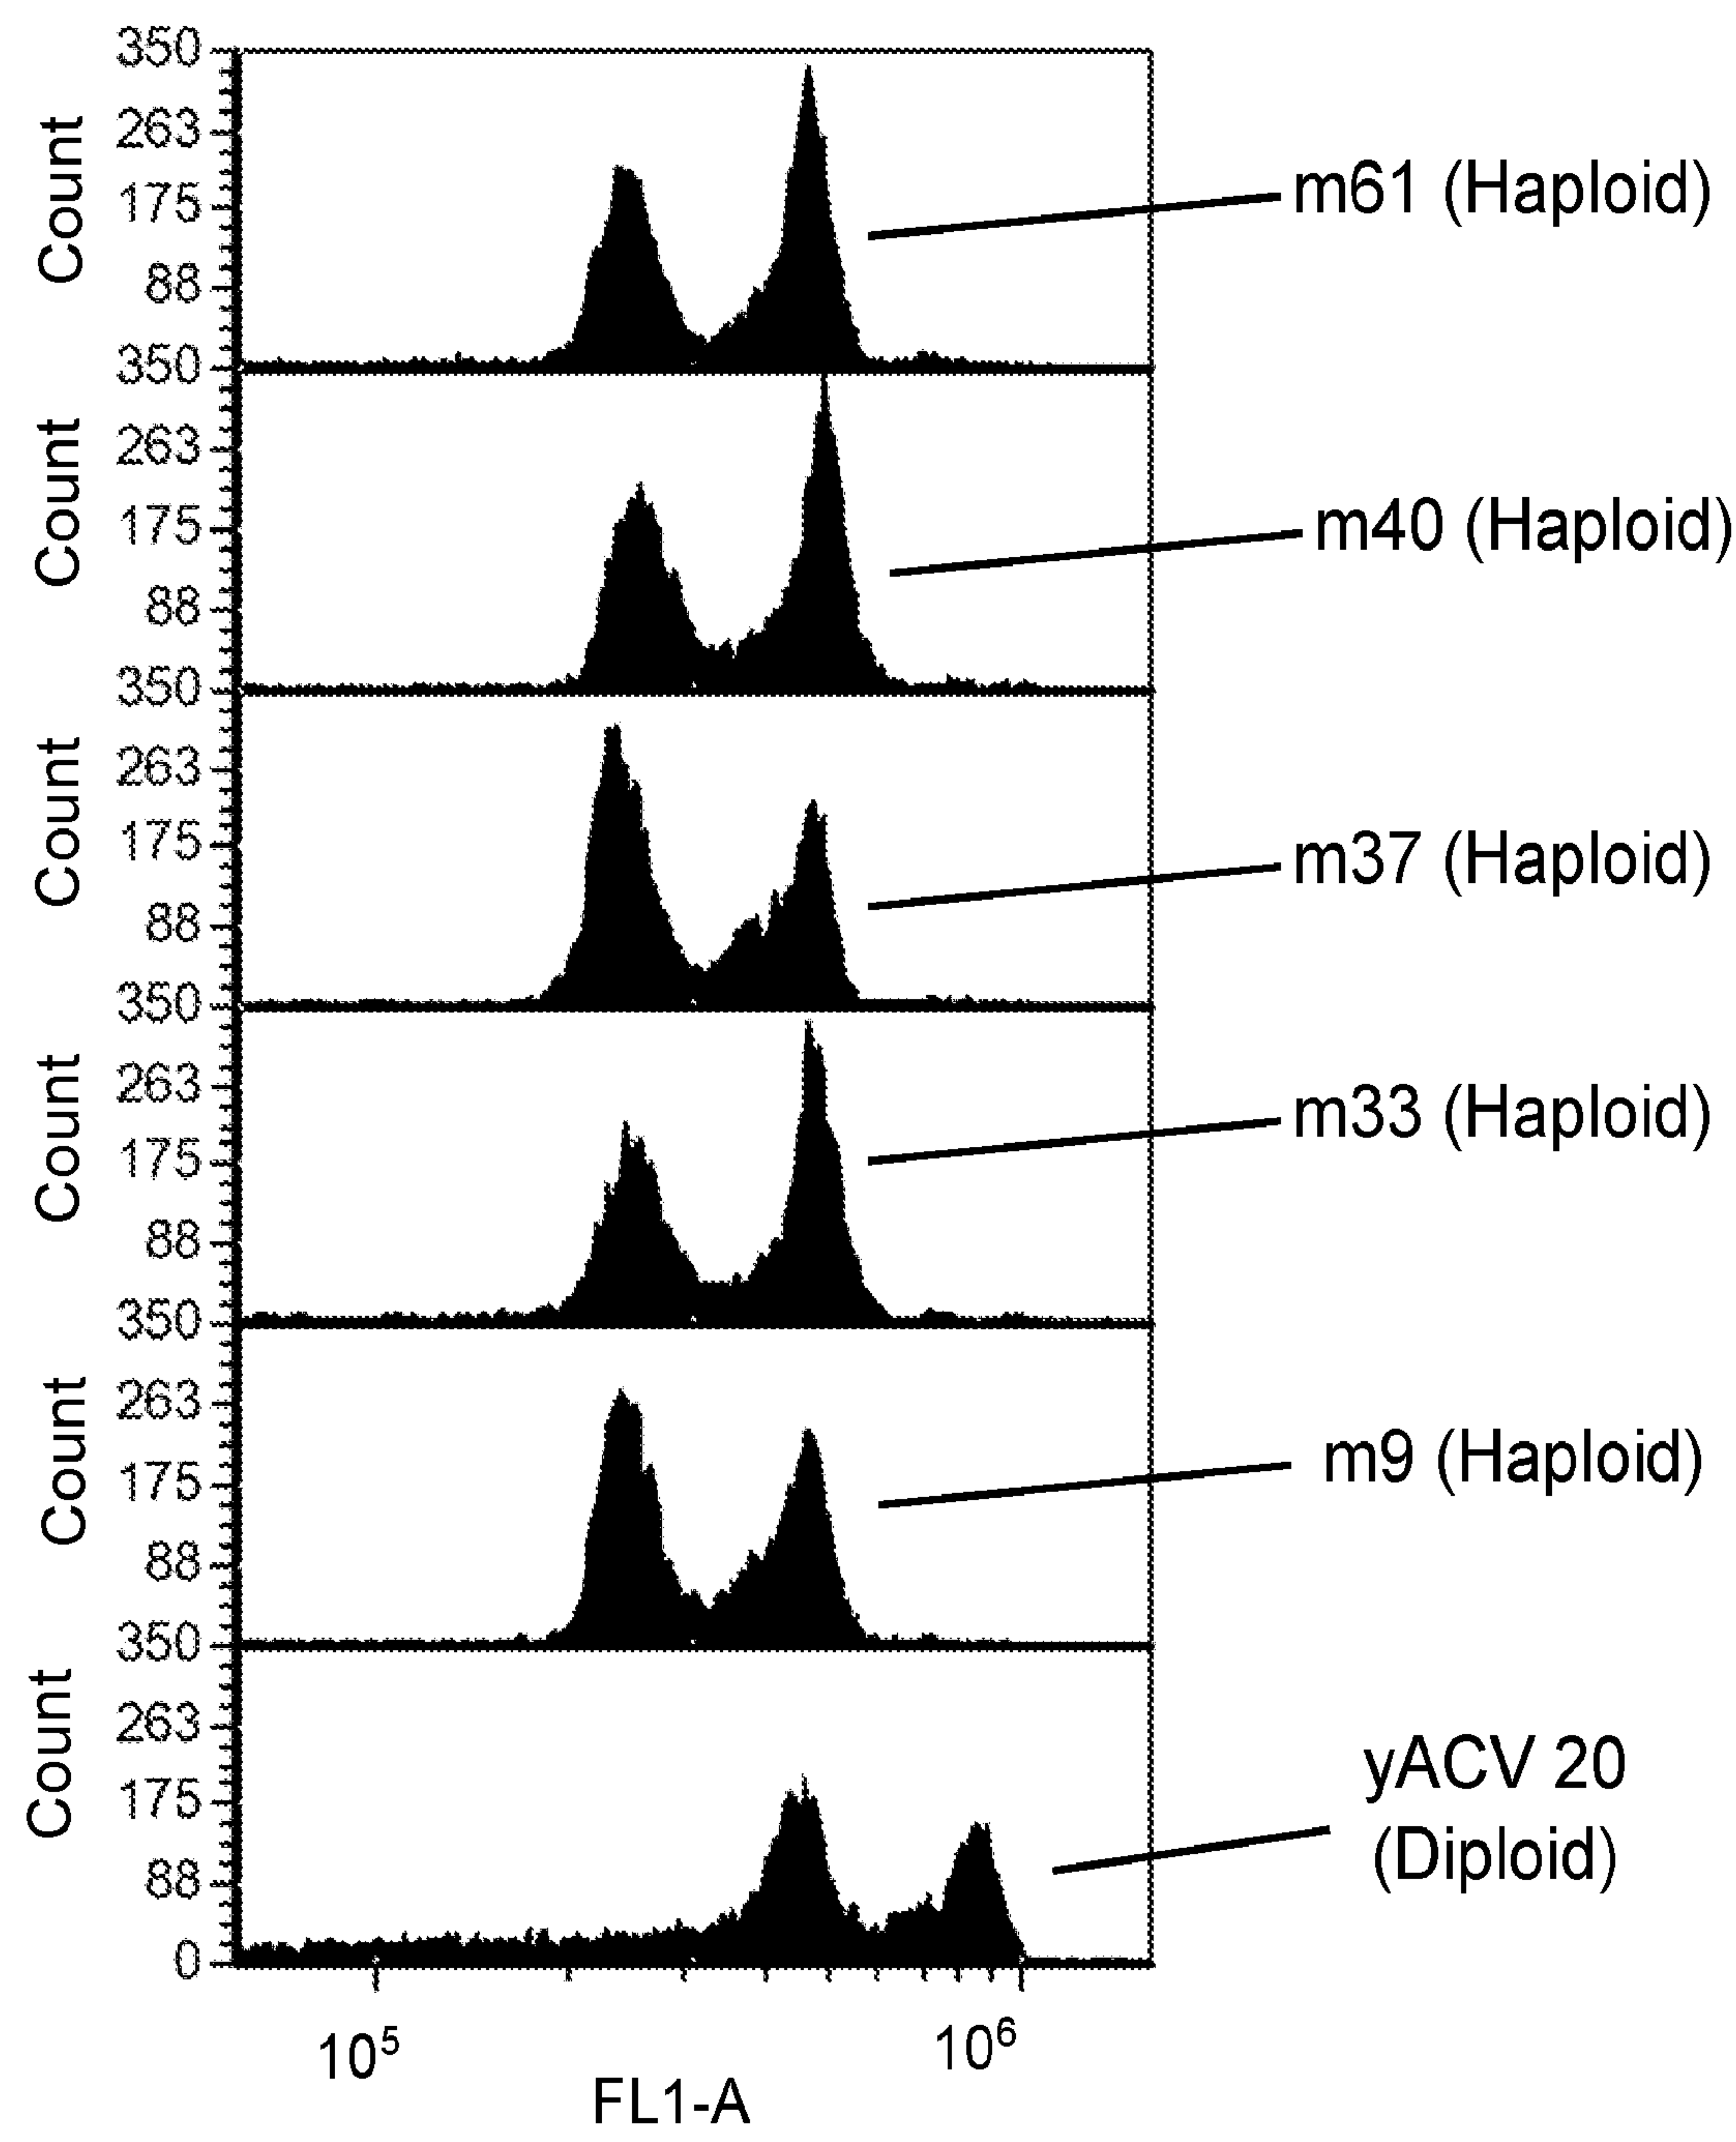 350
263
Count
175
m61 (Haploid)
88
350
263
Count
175
m40 (Haploid)
88
350
263
Count
175
m37 (Haploid)
88
350
263
Count
175
m33 (Haploid)
88
350
263
Count
175
m9 (Haploid)
88
350
263
Count
175
yACV 20
(Diploid)
88
0
10⁵
10⁶
FL1-A